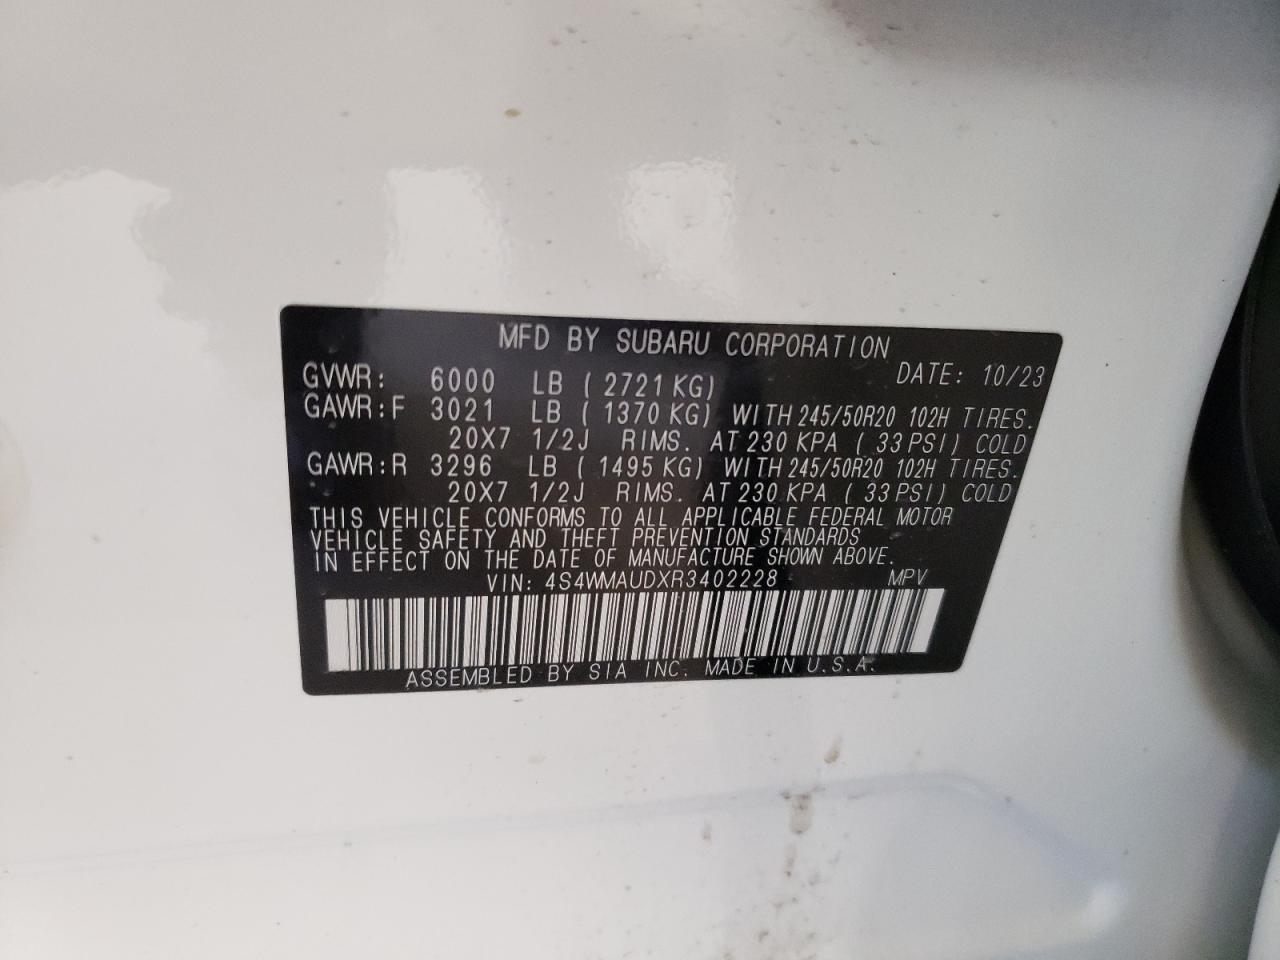 MFD BY SUBARU CORPORATION
DATE: 10/23
GVWR: 6000 LB ( 2721 KG)
GAWR:F 3021 LB ( 1370 KG) WITH 245/50R20 102H TIRES.
20X7 1/2J RIMS. AT 230 KPA ( 33 PSI) COLD
GAWR:R 3296 LB ( 1495 KG) WITH 245/50R20 102H TIRES.
20X7 1/2J RIMS. AT 230 KPA ( 33 PSI) COLD
THIS VEHICLE CONFORMS TO ALL APPLICABLE FEDERAL MOTOR
VEHICLE SAFETY AND THEFT PREVENTION STANDARDS
IN EFFECT ON THE DATE OF MANUFACTURE SHOWN ABOVE.
VIN: 4S4WMAUDXR3402228 MPV
ASSEMBLED BY SIA INC. MADE IN U.S.A.